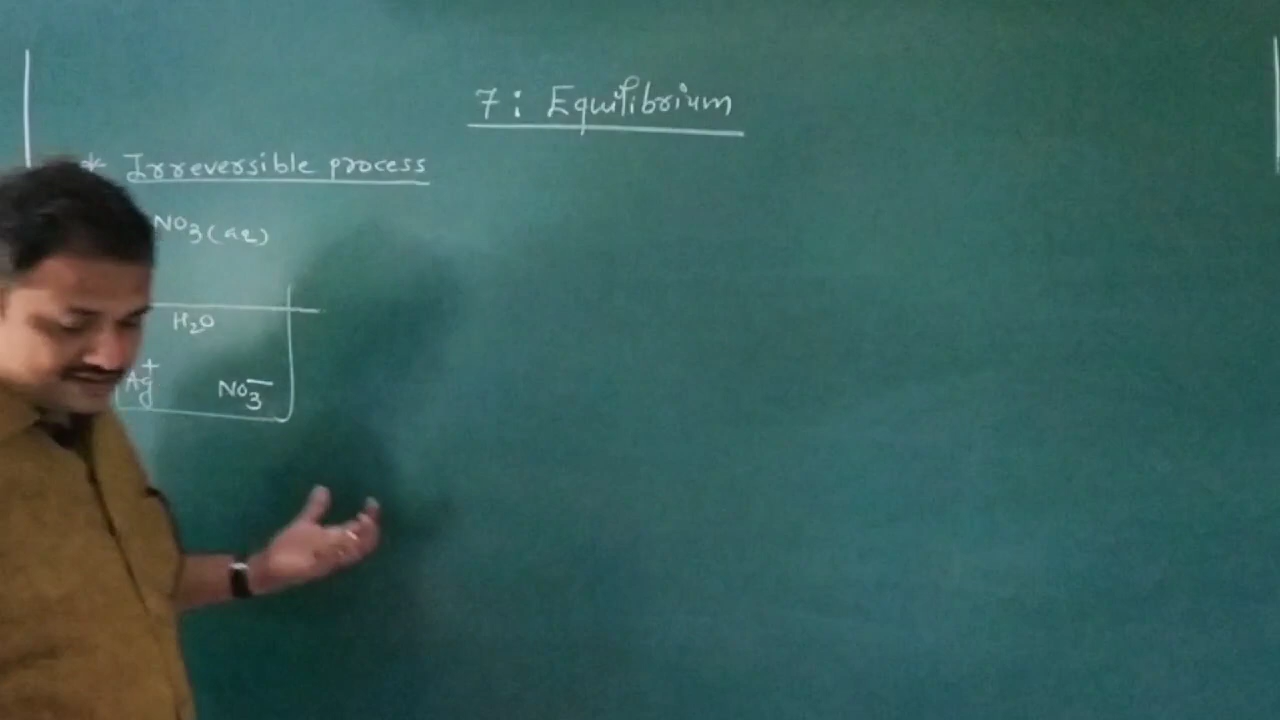 7 : Equilibrium
* Irreversible process
NO3(aq)
H2O
Ag+ NO3−